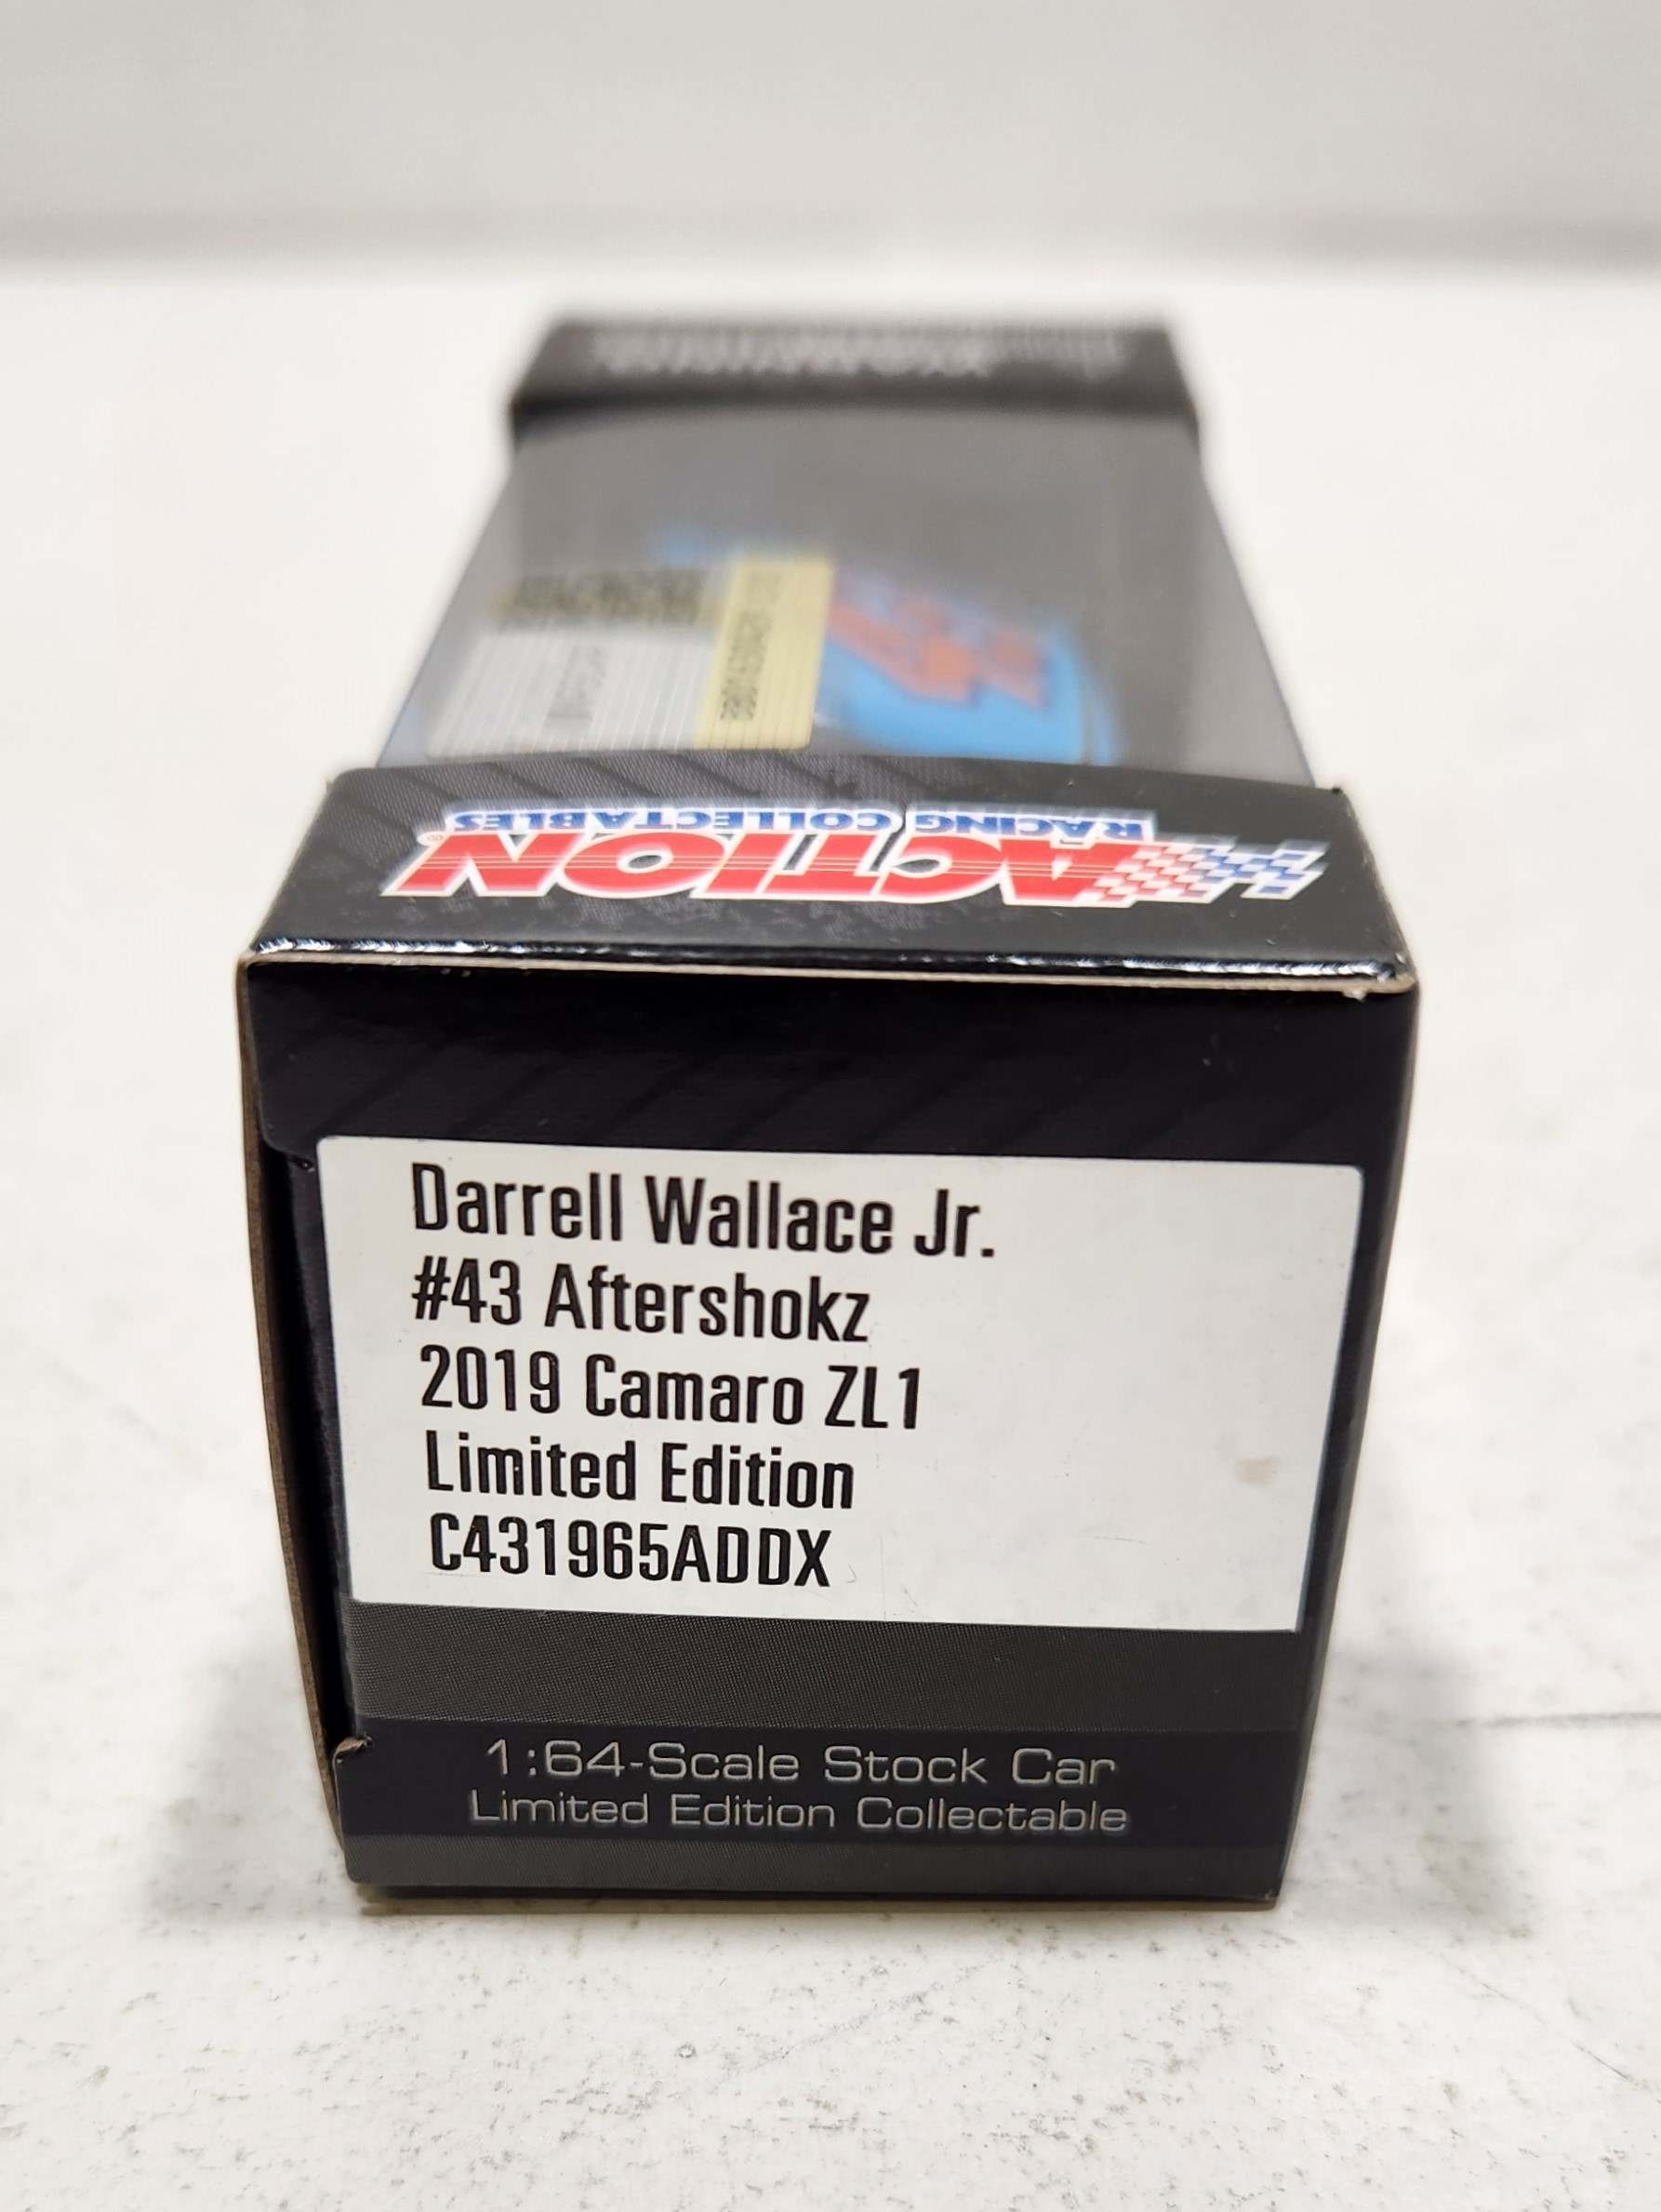 ACTION
RACING COLLECTABLES
Darrell Wallace Jr.
#43 Aftershokz
2019 Camaro ZL1
Limited Edition
C431965ADDX
1:64-Scale Stock Car
Limited Edition Collectable